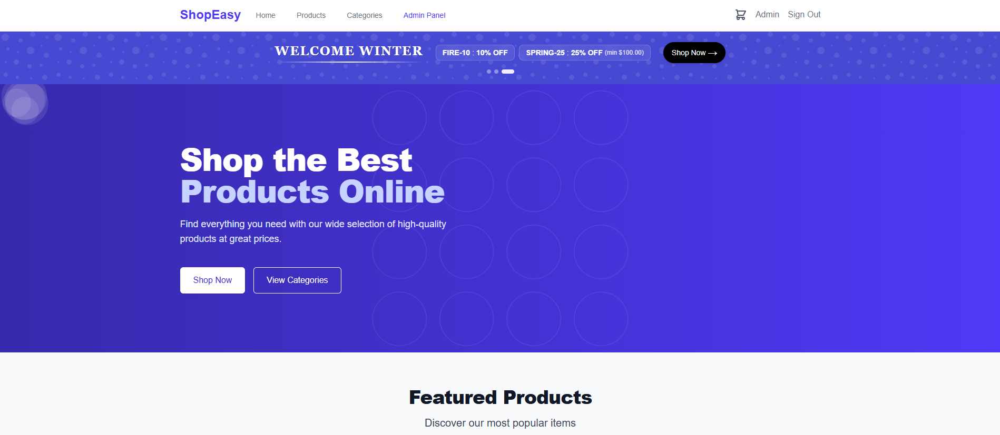 ShopEasy Home Products Categories Admin Panel Admin Sign Out
WELCOME WINTER FIRE-10 : 10% OFF SPRING-25 : 25% OFF (min $100.00) Shop Now →
Shop the Best
Products Online
Find everything you need with our wide selection of high-quality
products at great prices.
Shop Now View Categories
Featured Products
Discover our most popular items